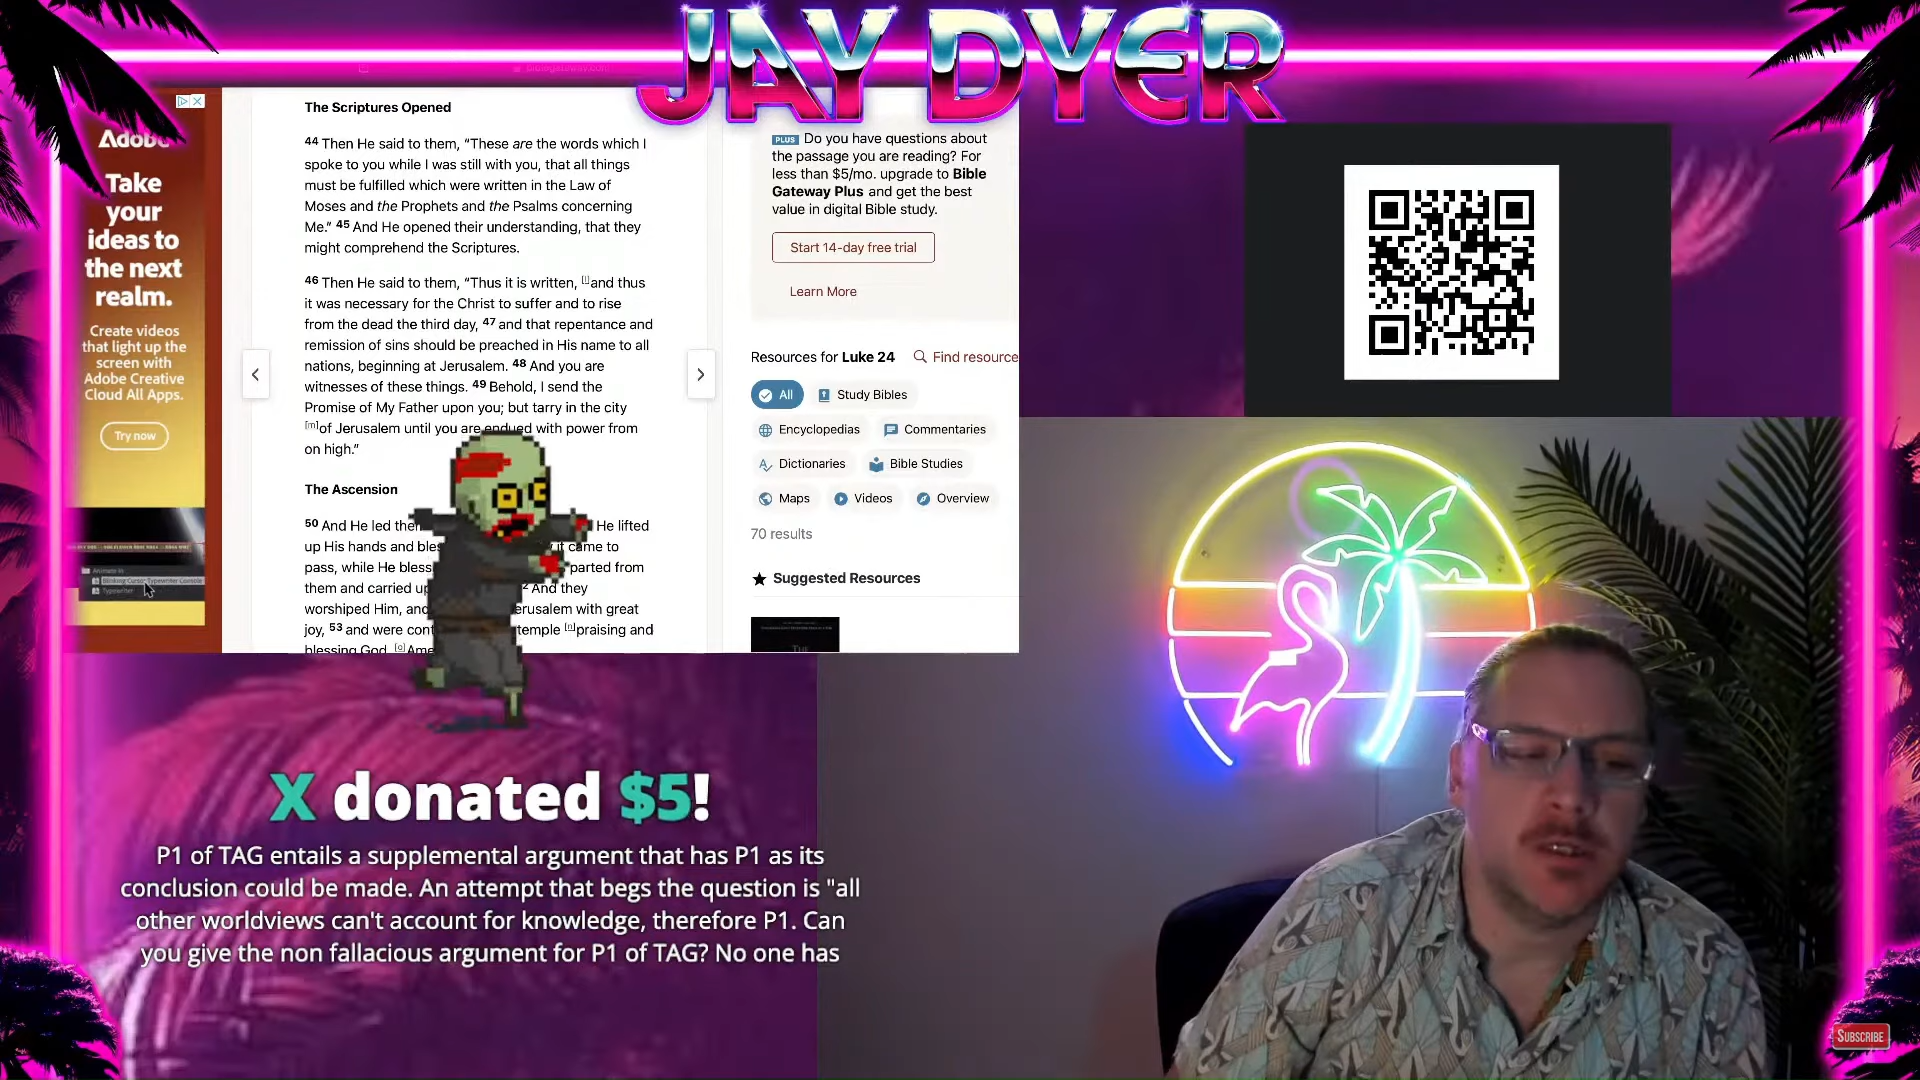 JAY DYER
biblegateway.com
Adobe
Take
your
ideas to
the next
realm.
Create videos
that light up the
screen with
Adobe Creative
Cloud All Apps.
Try now
Animate In
Blinking Cursor Typewriter Console
Typewriter
The Scriptures Opened
44 Then He said to them, “These are the words which I
spoke to you while I was still with you, that all things
must be fulfilled which were written in the Law of
Moses and the Prophets and the Psalms concerning
Me.” 45 And He opened their understanding, that they
might comprehend the Scriptures.
46 Then He said to them, “Thus it is written, [l]and thus
it was necessary for the Christ to suffer and to rise
from the dead the third day, 47 and that repentance and
remission of sins should be preached in His name to all
nations, beginning at Jerusalem. 48 And you are
witnesses of these things. 49 Behold, I send the
Promise of My Father upon you; but tarry in the city
[m]of Jerusalem until you are endued with power from
on high.”
The Ascension
50 And He led them He lifted
up His hands and bles it came to
pass, while He bless parted from
them and carried up 2 And they
worshiped Him, and erusalem with great
joy, 53 and were cont temple [n]praising and
blessing God. [o]Ame
PLUS Do you have questions about
the passage you are reading? For
less than $5/mo. upgrade to Bible
Gateway Plus and get the best
value in digital Bible study.
Start 14-day free trial
Learn More
Resources for Luke 24 Find resource
All Study Bibles
Encyclopedias Commentaries
Dictionaries Bible Studies
Maps Videos Overview
70 results
★ Suggested Resources
THE
X donated $5!
P1 of TAG entails a supplemental argument that has P1 as its
conclusion could be made. An attempt that begs the question is "all
other worldviews can't account for knowledge, therefore P1. Can
you give the non fallacious argument for P1 of TAG? No one has
SUBSCRIBE